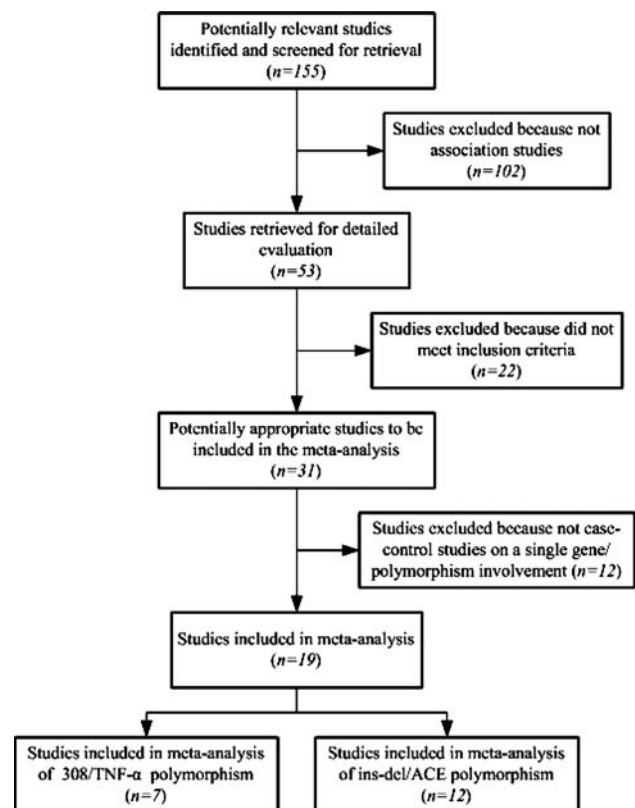 Potentially relevant studies
identified and screened for retrieval
(n=155)
Studies excluded because not
association studies
(n=102)
Studies retrieved for detailed
evaluation
(n=53)
Studies excluded because did not
meet inclusion criteria
(n=22)
Potentially appropriate studies to be
included in the meta-analysis
(n=31)
Studies excluded because not case-
control studies on a single gene/
polymorphism involvement (n=12)
Studies included in meta-analysis
(n=19)
Studies included in meta-analysis
of 308/TNF-α polymorphism
(n=7)
Studies included in meta-analysis
of ins-del/ACE polymorphism
(n=12)